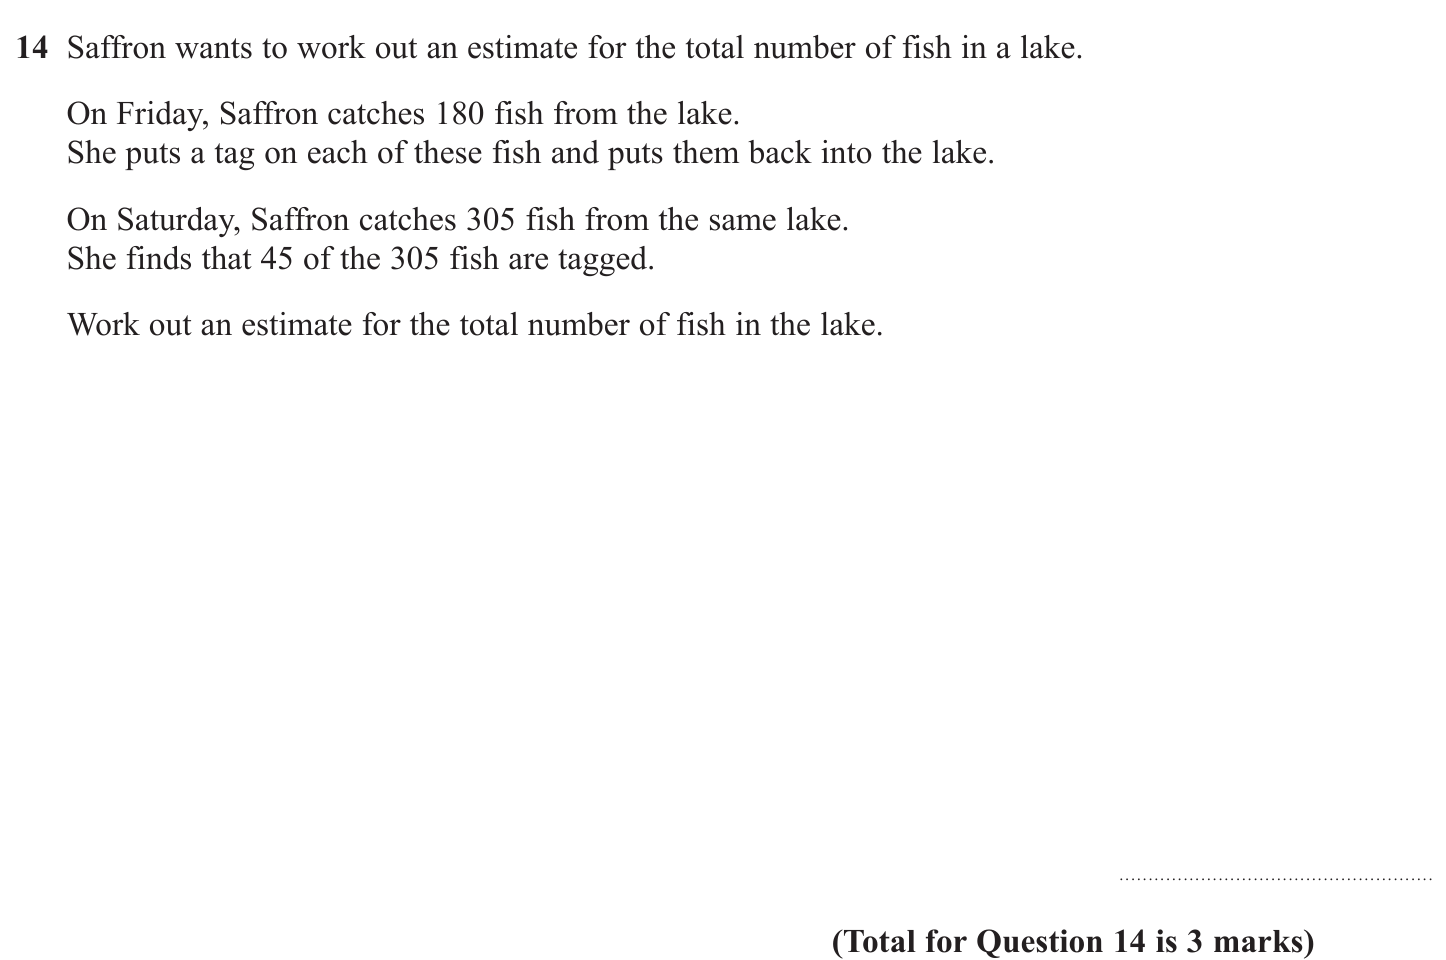 14 Saffron wants to work out an estimate for the total number of fish in a lake.
On Friday, Saffron catches 180 fish from the lake.
She puts a tag on each of these fish and puts them back into the lake.
On Saturday, Saffron catches 305 fish from the same lake.
She finds that 45 of the 305 fish are tagged.
Work out an estimate for the total number of fish in the lake.
(Total for Question 14 is 3 marks)